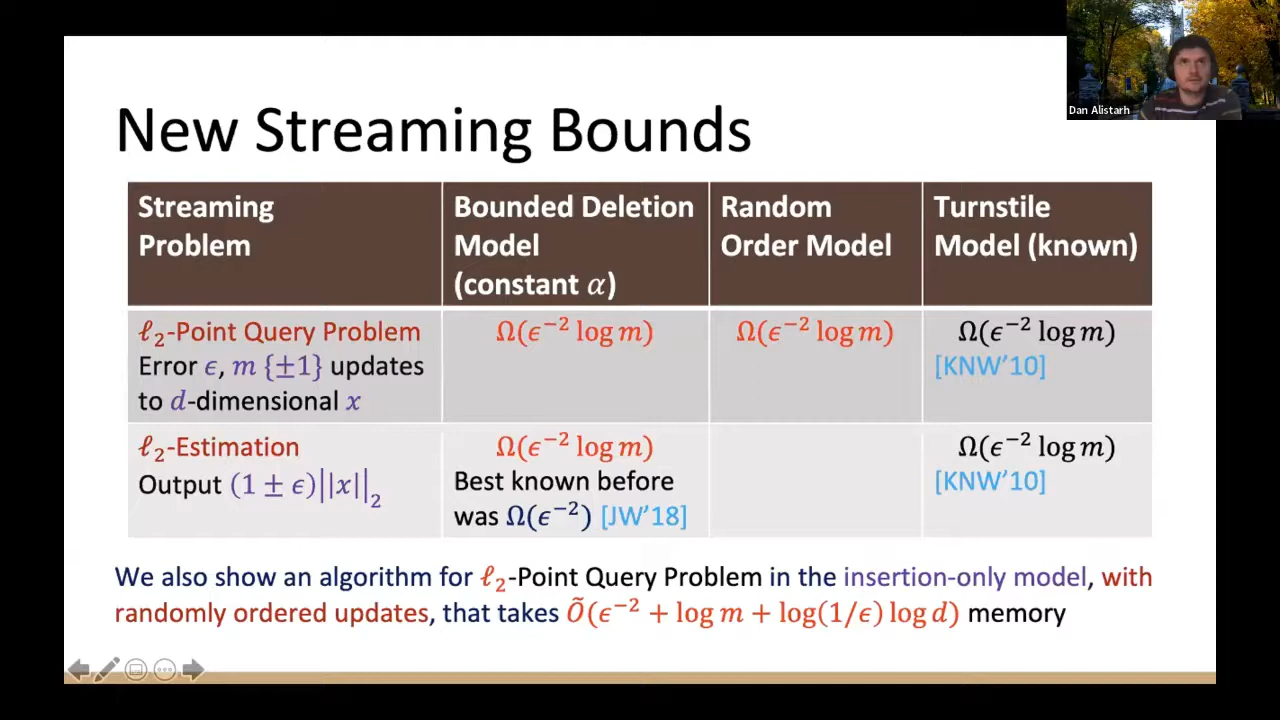 Dan Alistarh
New Streaming Bounds
Streaming
Problem
Bounded Deletion
Model
(constant α)
Random
Order Model
Turnstile
Model (known)
ℓ₂-Point Query Problem
Error ϵ, m {±1} updates
to d-dimensional x
Ω(ϵ⁻² log m)
Ω(ϵ⁻² log m)
Ω(ϵ⁻² log m)
[KNW'10]
ℓ₂-Estimation
Output (1 ± ϵ)||x||₂
Ω(ϵ⁻² log m)
Best known before
was Ω(ϵ⁻²) [JW'18]
Ω(ϵ⁻² log m)
[KNW'10]
We also show an algorithm for ℓ₂-Point Query Problem in the insertion-only model, with
randomly ordered updates, that takes Õ(ϵ⁻² + log m + log(1/ϵ) log d) memory